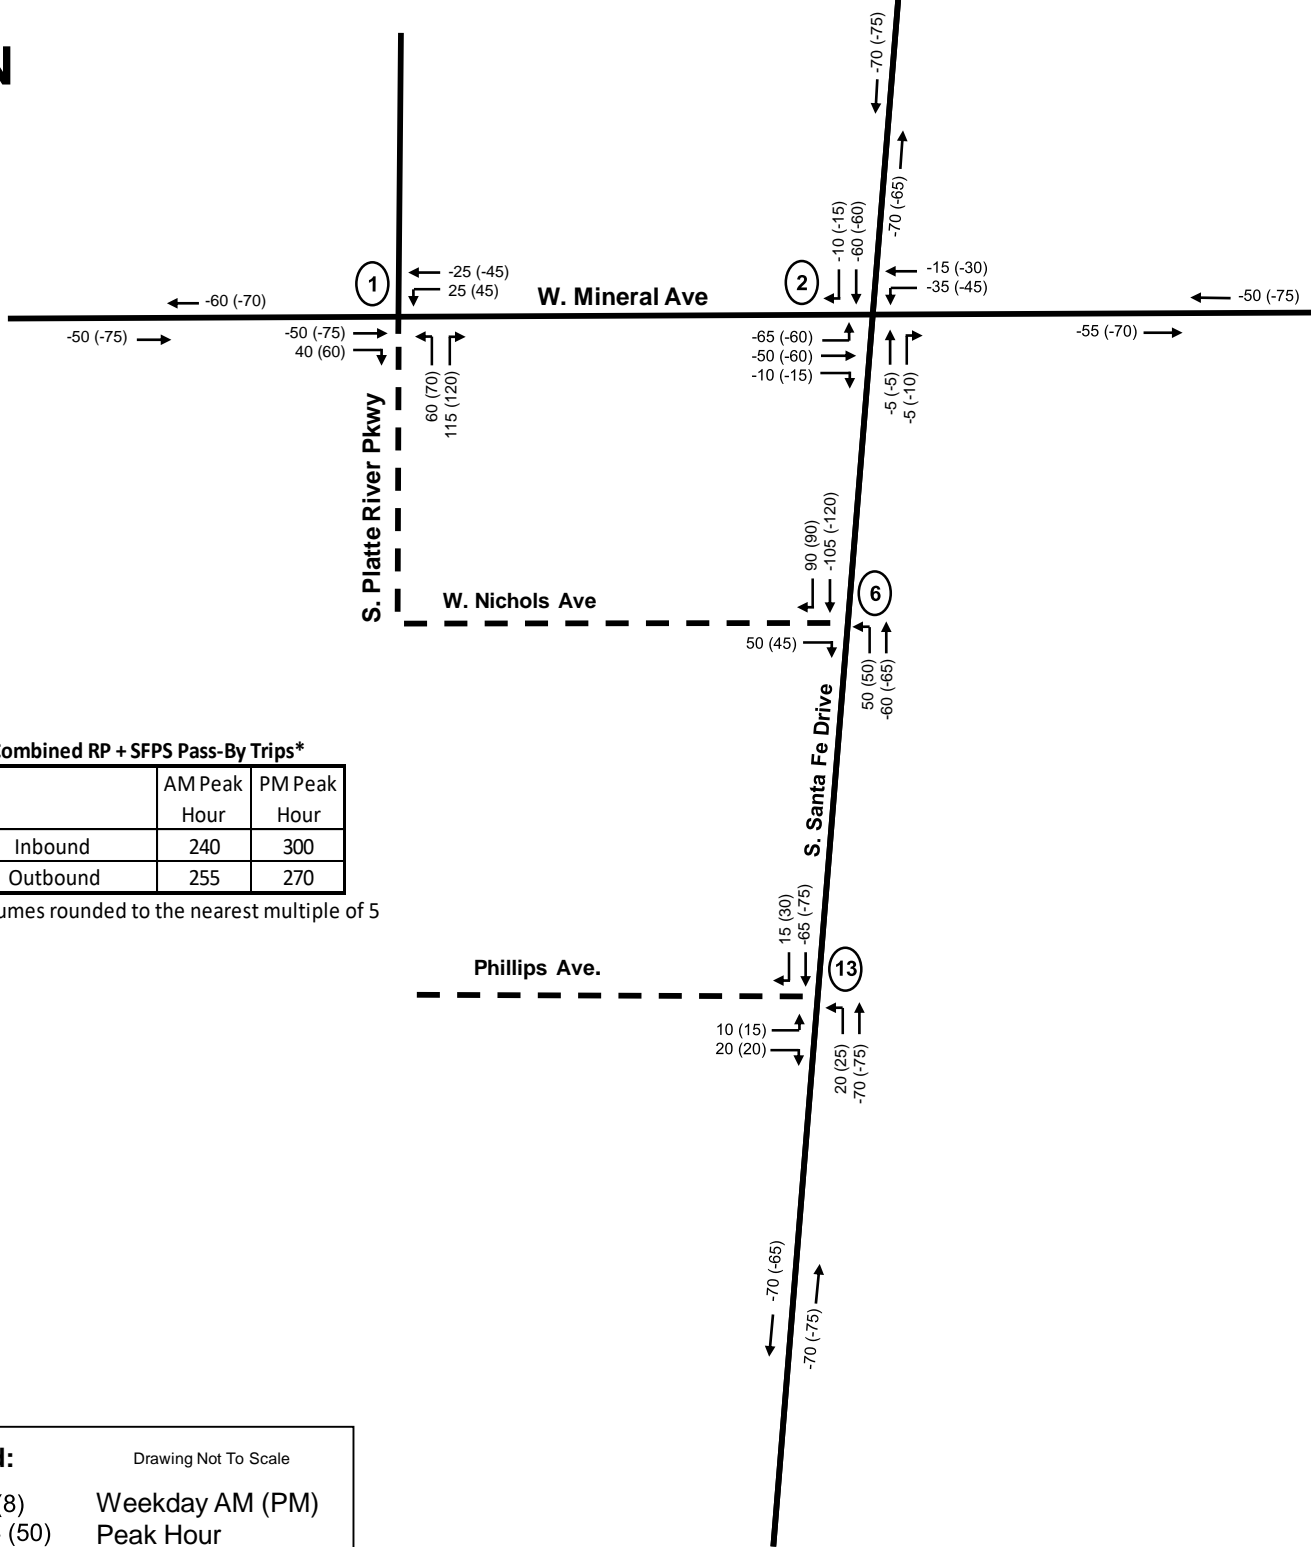 N
-70 (-75)
-70 (-65)
-10 (-15)
-60 (-60)
1
-25 (-45)
25 (45)
W. Mineral Ave
2
-15 (-30)
-35 (-45)
-60 (-70)
-50 (-75)
-50 (-75)
-50 (-75)
40 (60)
-65 (-60)
-50 (-60)
-10 (-15)
-55 (-70)
60 (70)
115 (120)
-5 (-5)
-5 (-10)
S. Platte River Pkwy
90 (90)
-105 (-120)
6
W. Nichols Ave
50 (45)
50 (50)
-60 (-65)
S. Santa Fe Drive
ombined RP + SFPS Pass-By Trips*
AM Peak Hour PM Peak Hour
Inbound 240 300
Outbound 255 270
umes rounded to the nearest multiple of 5
15 (30)
-65 (-75)
Phillips Ave.
13
10 (15)
20 (20)
20 (25)
-70 (-75)
-70 (-65)
-70 (-75)
d:
Drawing Not To Scale
(8) Weekday AM (PM)
(50) Peak Hour